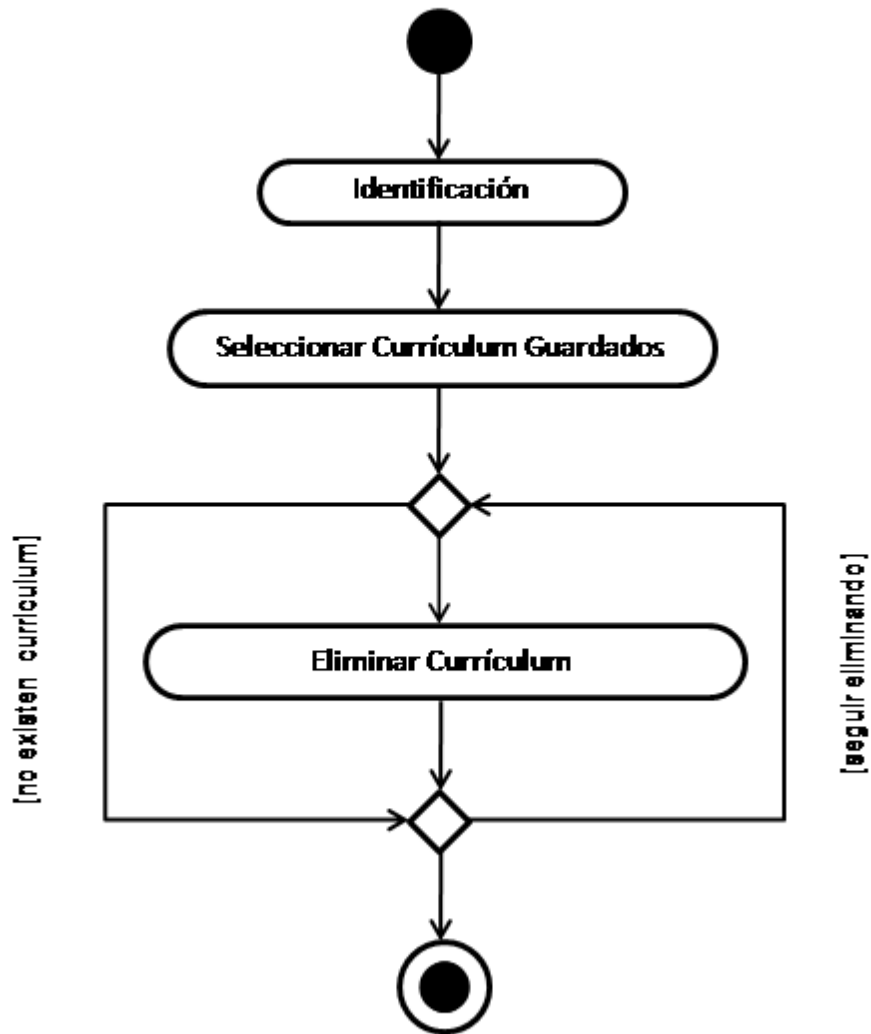 Identificación
Seleccionar Currículum Guardados
[no existen curriculum]
[seguir eliminando]
Eliminar Currículum